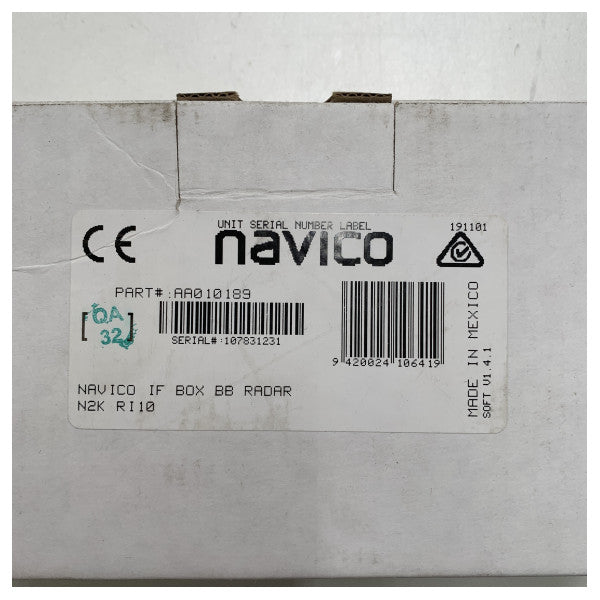 UNIT SERIAL NUMBER LABEL
navico
191101
CE
PART#:AA010189
[QA 32]
SERIAL#:107831231
9 420024 106419
NAVICO IF BOX BB RADAR
N2K RI10
MADE IN MEXICO
SOFT V1.4.1